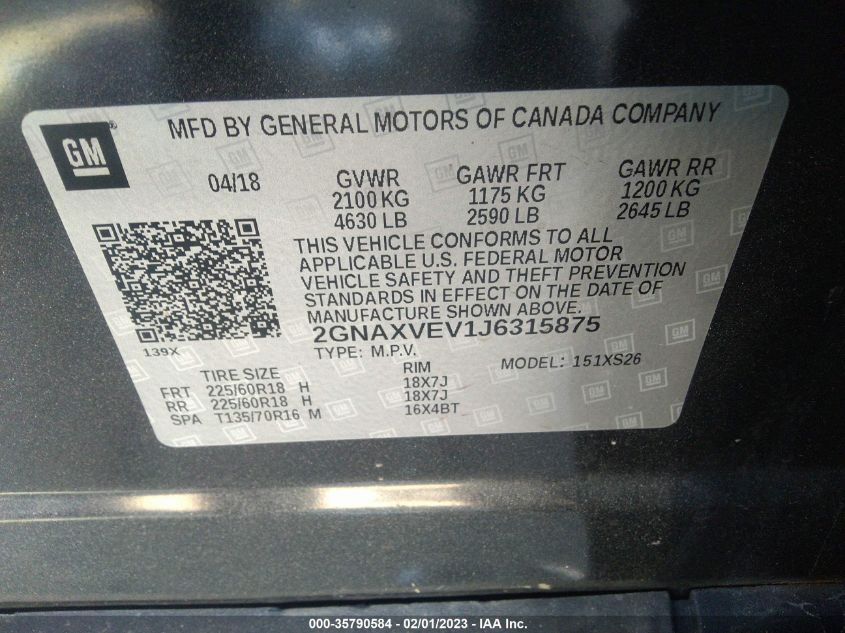 GM ®
MFD BY GENERAL MOTORS OF CANADA COMPANY
04/18 GVWR GAWR FRT GAWR RR
2100 KG 1175 KG 1200 KG
4630 LB 2590 LB 2645 LB
THIS VEHICLE CONFORMS TO ALL
APPLICABLE U.S. FEDERAL MOTOR
VEHICLE SAFETY AND THEFT PREVENTION
STANDARDS IN EFFECT ON THE DATE OF
MANUFACTURE SHOWN ABOVE.
2GNAXVEV1J6315875
139X TYPE: M.P.V. MODEL: 151XS26
TIRE SIZE RIM
FRT 225/60R18 H 18X7J
RR 225/60R18 H 18X7J
SPA T135/70R16 M 16X4BT
000-35790584 - 02/01/2023 - IAA Inc.